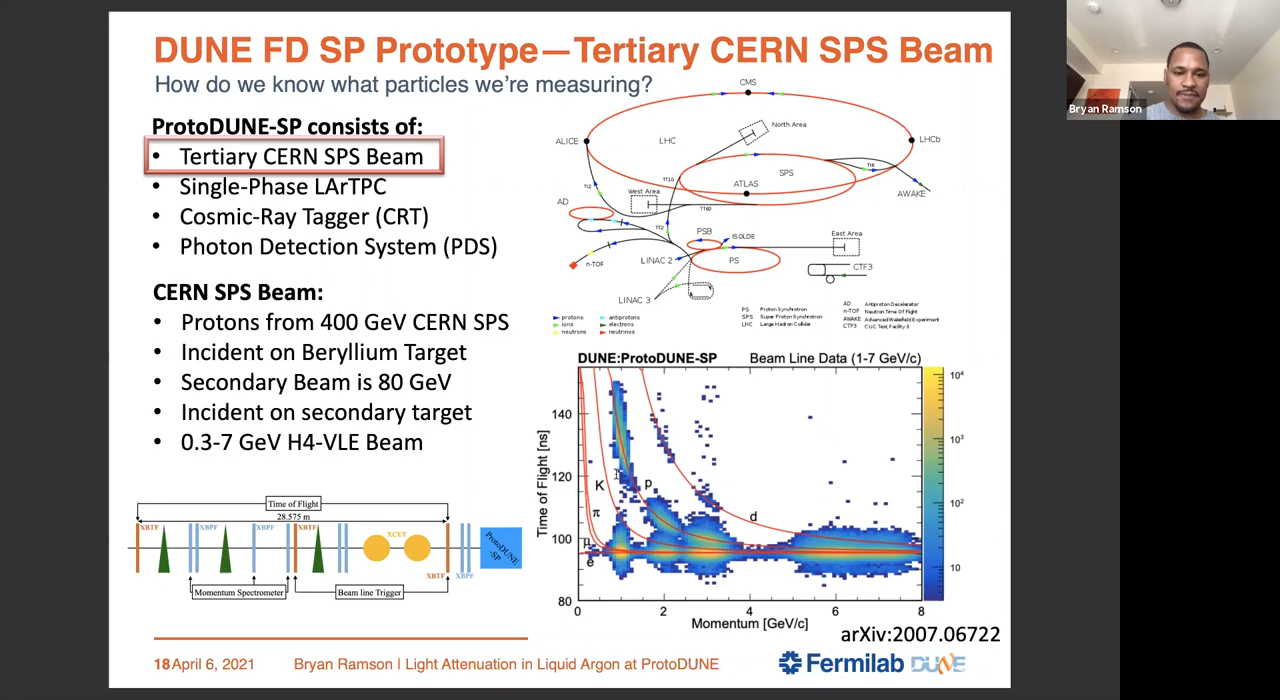 DUNE FD SP Prototype—Tertiary CERN SPS Beam
How do we know what particles we're measuring?
ProtoDUNE-SP consists of:
• Tertiary CERN SPS Beam
• Single-Phase LArTPC
• Cosmic-Ray Tagger (CRT)
• Photon Detection System (PDS)
CERN SPS Beam:
• Protons from 400 GeV CERN SPS
• Incident on Beryllium Target
• Secondary Beam is 80 GeV
• Incident on secondary target
• 0.3-7 GeV H4-VLE Beam
CMS
North Area
ALICE
LHC
LHCb
SPS
TI8
TT10
ATLAS
AWAKE
TI2
West Area
TT60
AD
TT2
PSB
ISOLDE
East Area
n-TOF
LINAC 2
PS
CTF3
LINAC 3
protons
ions
neutrons
antiprotons
electrons
neutrinos
PS Proton Synchrotron
SPS Super Proton Synchrotron
LHC Large Hadron Collider
AD Antiproton Decelerator
n-TOF Neutron Time Of Flight
AWAKE Advanced Wakefield Experiment
CTF3 CLIC Test Facility 3
DUNE:ProtoDUNE-SP Beam Line Data (1-7 GeV/c)
Time of Flight [ns]
140
120
100
80
K
π
μ
e
p
d
0 2 4 6 8
Momentum [GeV/c]
10⁴
10³
10²
10
arXiv:2007.06722
Time of Flight
28.575 m
XBTF
XBPF
XBTF
XCET
XBTF
XBPF
ProtoDUNE
-SP
Momentum Spectrometer
Beam line Trigger
18 April 6, 2021
Bryan Ramson | Light Attenuation in Liquid Argon at ProtoDUNE
Fermilab
DUNE
Bryan Ramson